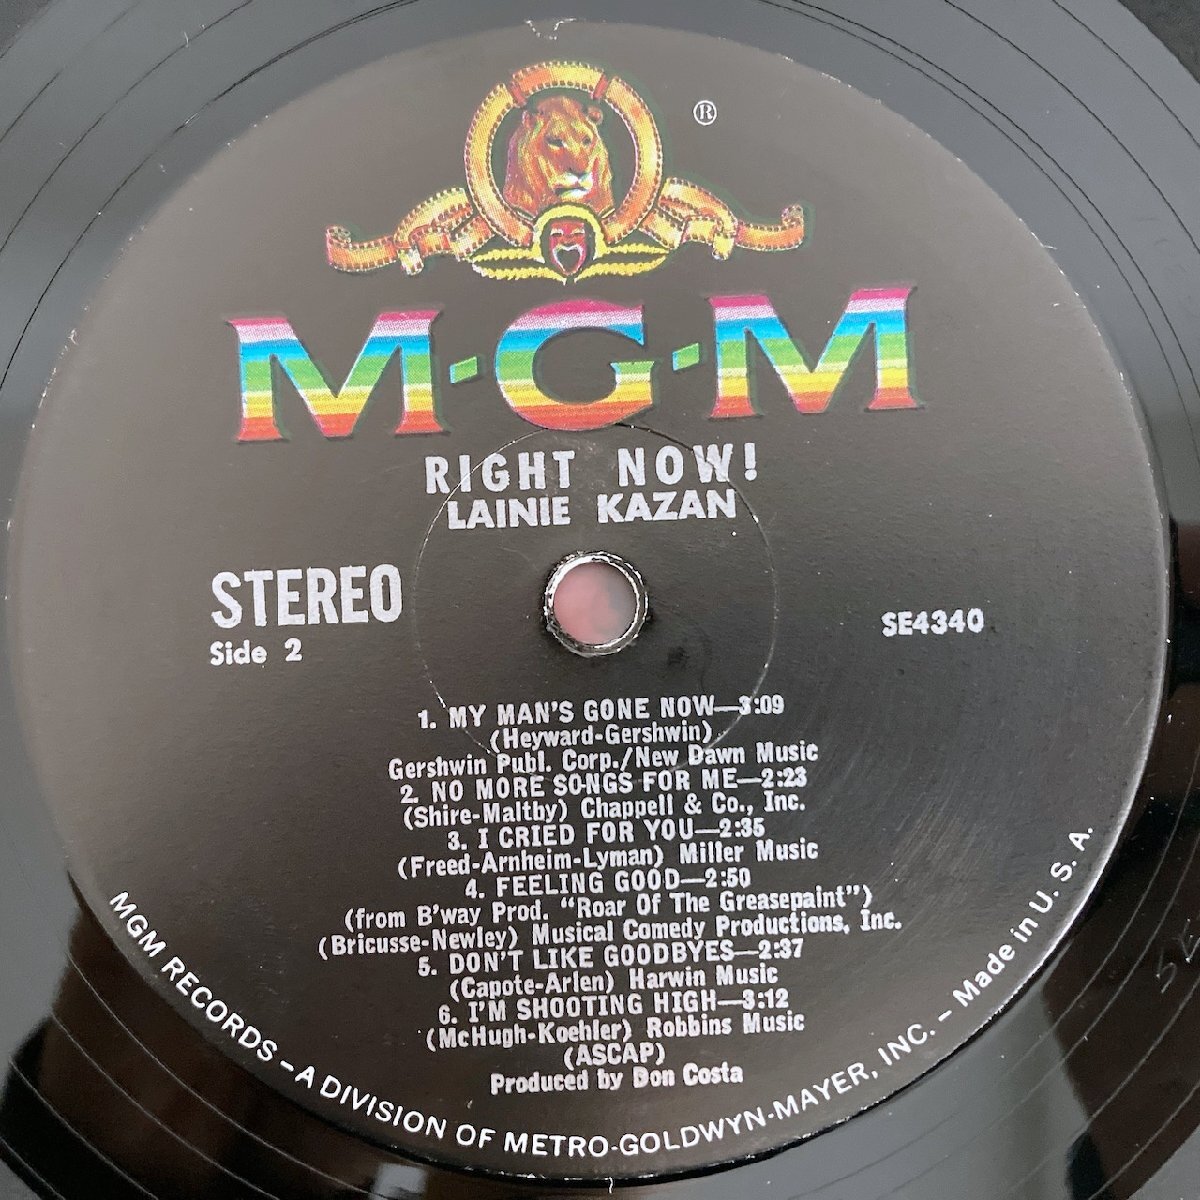 ®
M-G-M
RIGHT NOW!
LAINIE KAZAN
STEREO
Side 2
SE4340
1. MY MAN'S GONE NOW—3:09
(Heyward-Gershwin)
Gershwin Publ. Corp./New Dawn Music
2. NO MORE SONGS FOR ME—2:23
(Shire-Maltby) Chappell & Co., Inc.
3. I CRIED FOR YOU—2:35
(Freed-Arnheim-Lyman) Miller Music
4. FEELING GOOD—2:50
(from B'way Prod. "Roar Of The Greasepaint")
(Bricusse-Newley) Musical Comedy Productions, Inc.
5. DON'T LIKE GOODBYES—2:37
(Capote-Arlen) Harwin Music
6. I'M SHOOTING HIGH—3:12
(McHugh-Koehler) Robbins Music
(ASCAP)
Produced by Don Costa
MGM RECORDS – A DIVISION OF METRO-GOLDWYN-MAYER, INC. – Made in U. S. A.